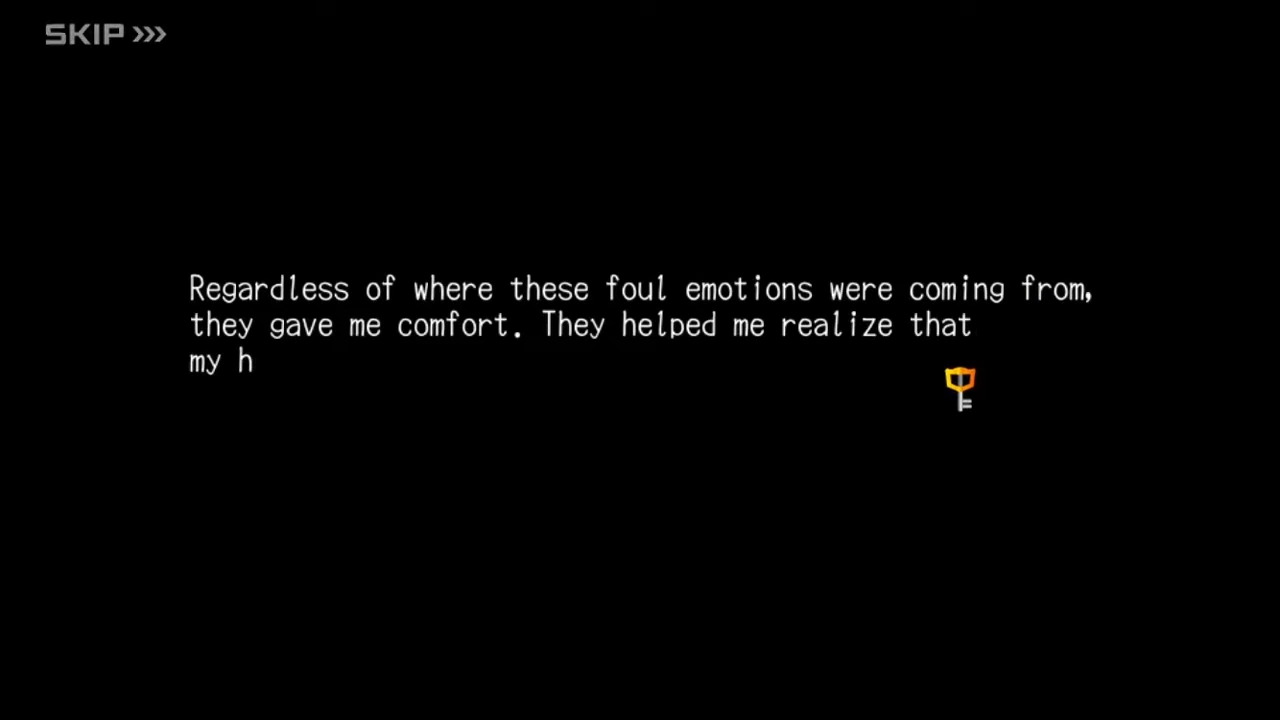 SKIP >>>
Regardless of where these foul emotions were coming from,
they gave me comfort. They helped me realize that
my h